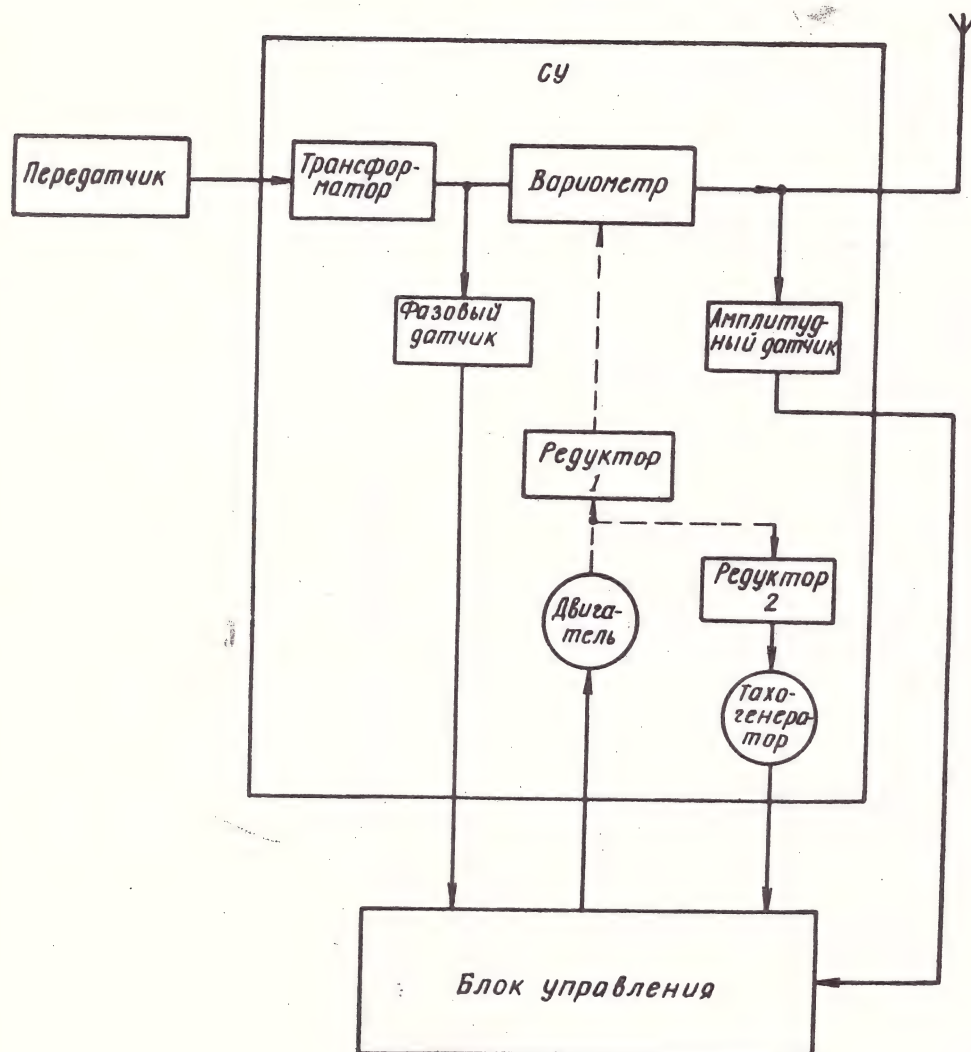 СУ
Передатчик
Трансфор-
матор
Вариометр
Фазовый
датчик
Амплитуд-
ный датчик
Редуктор
1
Редуктор
2
Двига-
тель
Тахо-
генера-
тор
Блок управления